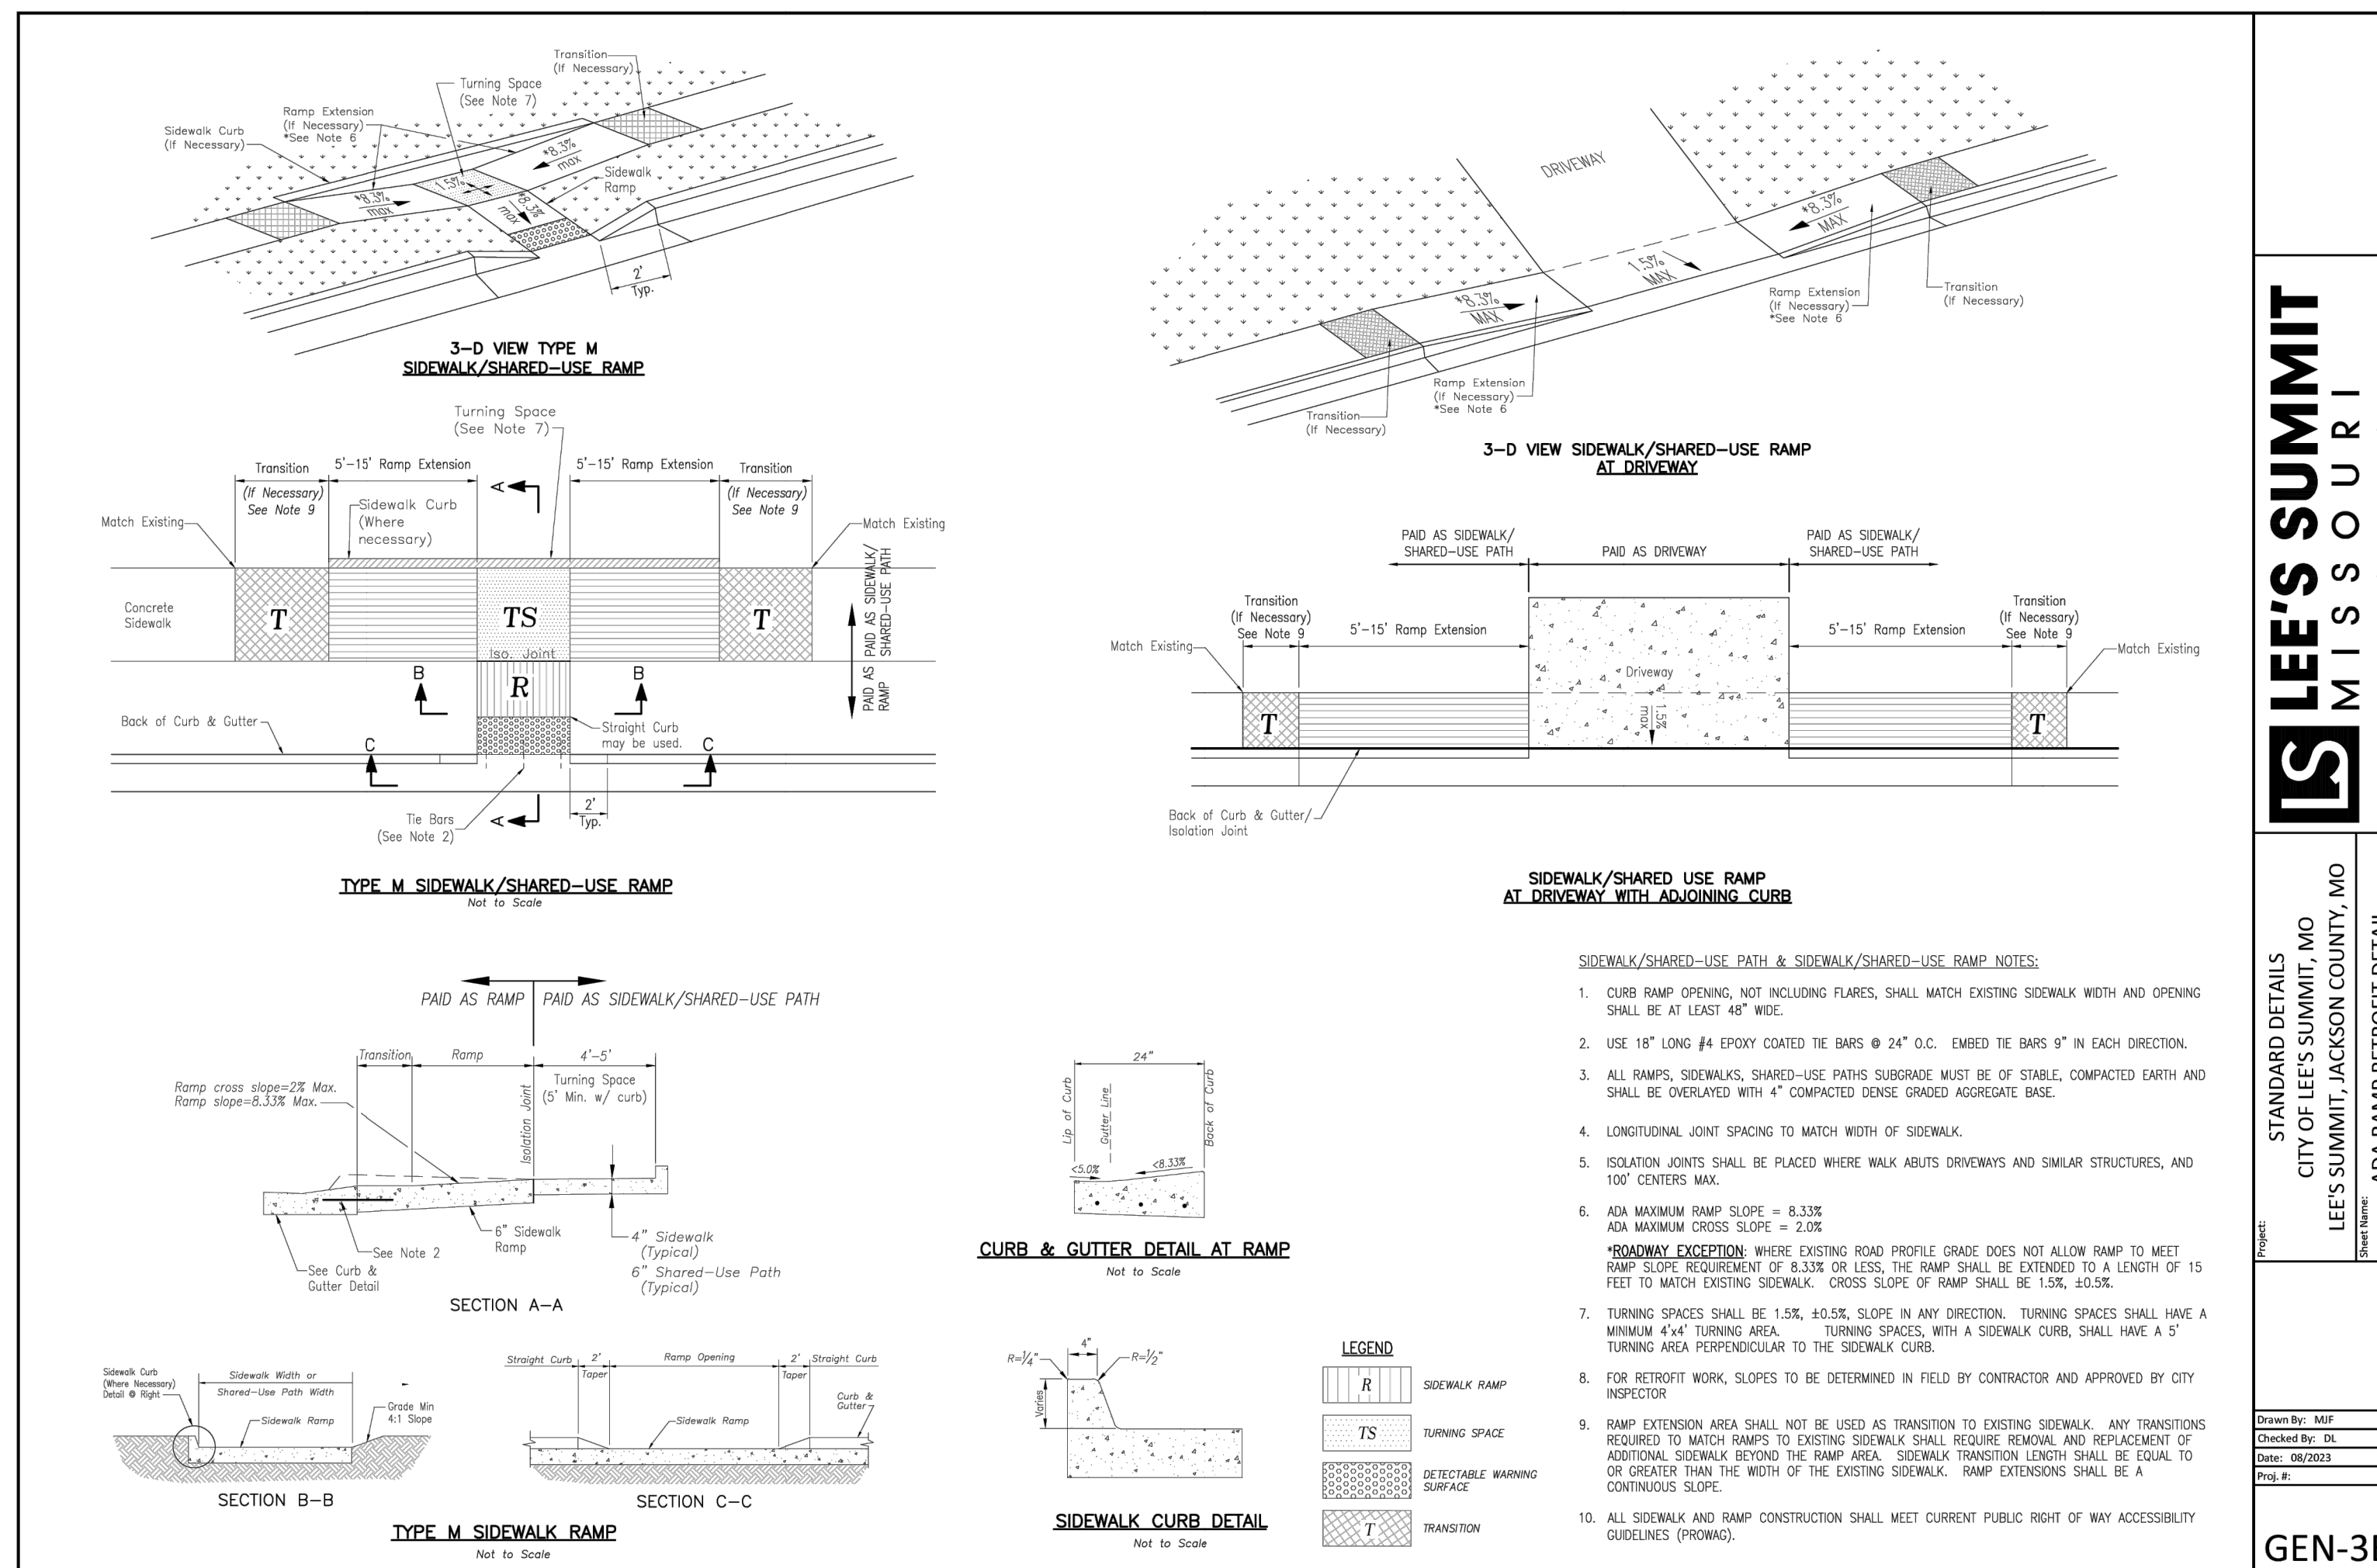 Transition
(If Necessary)
Turning Space
(See Note 7)
Ramp Extension
(If Necessary)
*See Note 6
Sidewalk Curb
(If Necessary)
*8.3%
max
1.5%
*8.3%
max
*8.3%
max
Sidewalk
Ramp
2'
Typ.
3-D VIEW TYPE M
SIDEWALK/SHARED-USE RAMP
DRIVEWAY
*8.3%
MAX
1.5%
MAX
*8.3%
MAX
Ramp Extension
(If Necessary)
*See Note 6
Transition
(If Necessary)
Ramp Extension
(If Necessary)
*See Note 6
Transition
(If Necessary)
3-D VIEW SIDEWALK/SHARED-USE RAMP
AT DRIVEWAY
Turning Space
(See Note 7)
Transition
(If Necessary)
See Note 9
5'-15' Ramp Extension
A
5'-15' Ramp Extension
Transition
(If Necessary)
See Note 9
Match Existing
Sidewalk Curb
(Where
necessary)
Match Existing
Concrete
Sidewalk
T
TS
T
Iso. Joint
PAID AS SIDEWALK/
SHARED-USE PATH
PAID AS
RAMP
B
R
B
Back of Curb & Gutter
Straight Curb
may be used.
C
C
Tie Bars
(See Note 2)
A
2'
Typ.
TYPE M SIDEWALK/SHARED-USE RAMP
Not to Scale
PAID AS SIDEWALK/
SHARED-USE PATH
PAID AS DRIVEWAY
PAID AS SIDEWALK/
SHARED-USE PATH
Transition
(If Necessary)
See Note 9
5'-15' Ramp Extension
5'-15' Ramp Extension
Transition
(If Necessary)
See Note 9
Match Existing
Driveway
Match Existing
T
1.5%
max
T
Back of Curb & Gutter/
Isolation Joint
SIDEWALK/SHARED USE RAMP
AT DRIVEWAY WITH ADJOINING CURB
PAID AS RAMP
PAID AS SIDEWALK/SHARED-USE PATH
Transition
Ramp
4'-5'
Turning Space
(5' Min. w/ curb)
Ramp cross slope=2% Max.
Ramp slope=8.33% Max.
Isolation Joint
See Note 2
6" Sidewalk
Ramp
4" Sidewalk
(Typical)
6" Shared-Use Path
(Typical)
See Curb &
Gutter Detail
SECTION A-A
24"
Lip of Curb
Gutter Line
Back of Curb
<5.0%
<8.33%
CURB & GUTTER DETAIL AT RAMP
Not to Scale
Sidewalk Curb
(Where Necessary)
Detail @ Right
Sidewalk Width or
Shared-Use Path Width
Sidewalk Ramp
Grade Min
4:1 Slope
SECTION B-B
Straight Curb
2'
Taper
Ramp Opening
2'
Taper
Straight Curb
Curb &
Gutter
Sidewalk Ramp
SECTION C-C
TYPE M SIDEWALK RAMP
Not to Scale
4"
R=1/4"
R=1/2"
Varies
SIDEWALK CURB DETAIL
Not to Scale
LEGEND
R
SIDEWALK RAMP
TS
TURNING SPACE
DETECTABLE WARNING
SURFACE
T
TRANSITION
SIDEWALK/SHARED-USE PATH & SIDEWALK/SHARED-USE RAMP NOTES:
1. CURB RAMP OPENING, NOT INCLUDING FLARES, SHALL MATCH EXISTING SIDEWALK WIDTH AND OPENING
SHALL BE AT LEAST 48" WIDE.
2. USE 18" LONG #4 EPOXY COATED TIE BARS @ 24" O.C. EMBED TIE BARS 9" IN EACH DIRECTION.
3. ALL RAMPS, SIDEWALKS, SHARED-USE PATHS SUBGRADE MUST BE OF STABLE, COMPACTED EARTH AND
SHALL BE OVERLAYED WITH 4" COMPACTED DENSE GRADED AGGREGATE BASE.
4. LONGITUDINAL JOINT SPACING TO MATCH WIDTH OF SIDEWALK.
5. ISOLATION JOINTS SHALL BE PLACED WHERE WALK ABUTS DRIVEWAYS AND SIMILAR STRUCTURES, AND
100' CENTERS MAX.
6. ADA MAXIMUM RAMP SLOPE = 8.33%
ADA MAXIMUM CROSS SLOPE = 2.0%
*ROADWAY EXCEPTION: WHERE EXISTING ROAD PROFILE GRADE DOES NOT ALLOW RAMP TO MEET
RAMP SLOPE REQUIREMENT OF 8.33% OR LESS, THE RAMP SHALL BE EXTENDED TO A LENGTH OF 15
FEET TO MATCH EXISTING SIDEWALK. CROSS SLOPE OF RAMP SHALL BE 1.5%, ±0.5%.
7. TURNING SPACES SHALL BE 1.5%, ±0.5%, SLOPE IN ANY DIRECTION. TURNING SPACES SHALL HAVE A
MINIMUM 4'x4' TURNING AREA. TURNING SPACES, WITH A SIDEWALK CURB, SHALL HAVE A 5'
TURNING AREA PERPENDICULAR TO THE SIDEWALK CURB.
8. FOR RETROFIT WORK, SLOPES TO BE DETERMINED IN FIELD BY CONTRACTOR AND APPROVED BY CITY
INSPECTOR
9. RAMP EXTENSION AREA SHALL NOT BE USED AS TRANSITION TO EXISTING SIDEWALK. ANY TRANSITIONS
REQUIRED TO MATCH RAMPS TO EXISTING SIDEWALK SHALL REQUIRE REMOVAL AND REPLACEMENT OF
ADDITIONAL SIDEWALK BEYOND THE RAMP AREA. SIDEWALK TRANSITION LENGTH SHALL BE EQUAL TO
OR GREATER THAN THE WIDTH OF THE EXISTING SIDEWALK. RAMP EXTENSIONS SHALL BE A
CONTINUOUS SLOPE.
10. ALL SIDEWALK AND RAMP CONSTRUCTION SHALL MEET CURRENT PUBLIC RIGHT OF WAY ACCESSIBILITY
GUIDELINES (PROWAG).
LS LEE'S SUMMIT
MISSOURI
Project:
STANDARD DETAILS
CITY OF LEE'S SUMMIT, MO
LEE'S SUMMIT, JACKSON COUNTY, MO
Sheet Name:
ADA RAMP RETROFIT DETAIL
Drawn By: MJF
Checked By: DL
Date: 08/2023
Proj. #: